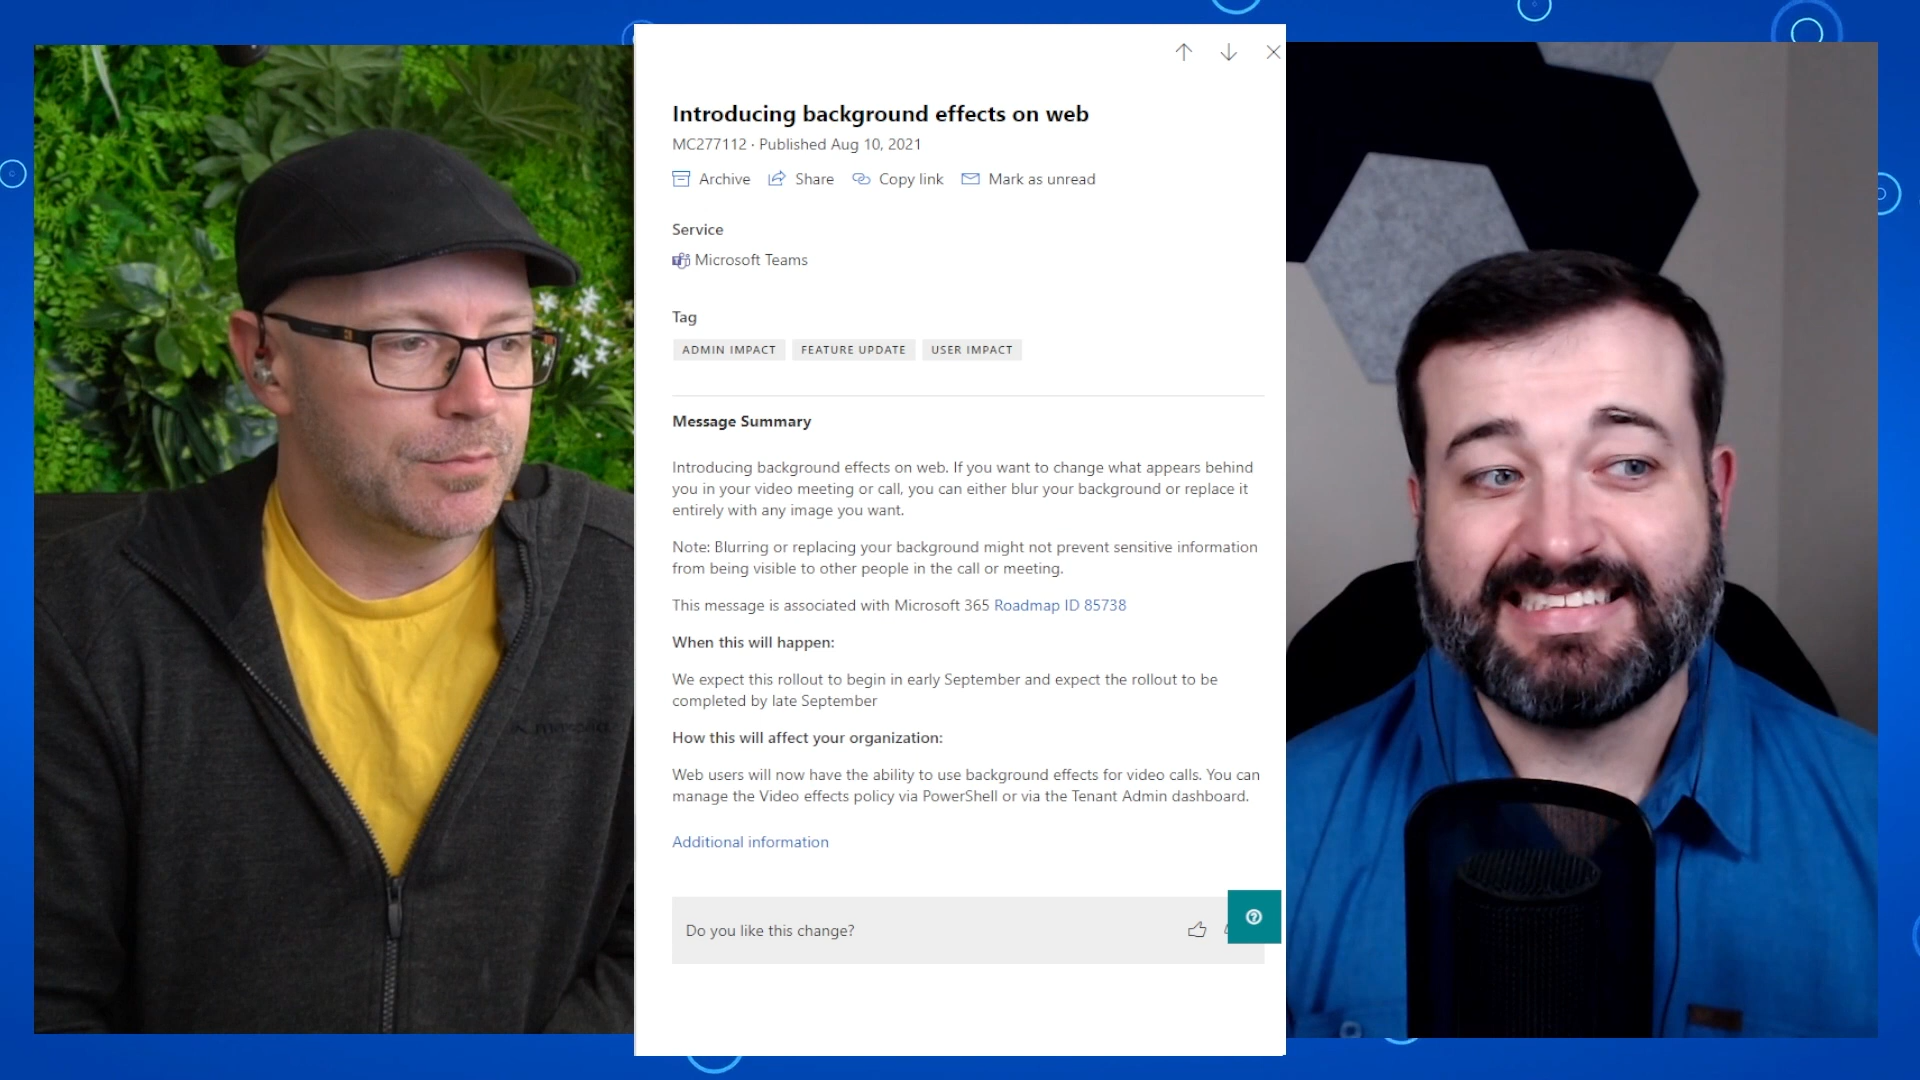 Introducing background effects on web
MC277112 · Published Aug 10, 2021
Archive Share Copy link Mark as unread
Service
Microsoft Teams
Tag
ADMIN IMPACT FEATURE UPDATE USER IMPACT
Message Summary
Introducing background effects on web. If you want to change what appears behind
you in your video meeting or call, you can either blur your background or replace it
entirely with any image you want.
Note: Blurring or replacing your background might not prevent sensitive information
from being visible to other people in the call or meeting.
This message is associated with Microsoft 365 Roadmap ID 85738
When this will happen:
We expect this rollout to begin in early September and expect the rollout to be
completed by late September
How this will affect your organization:
Web users will now have the ability to use background effects for video calls. You can
manage the Video effects policy via PowerShell or via the Tenant Admin dashboard.
Additional information
Do you like this change?